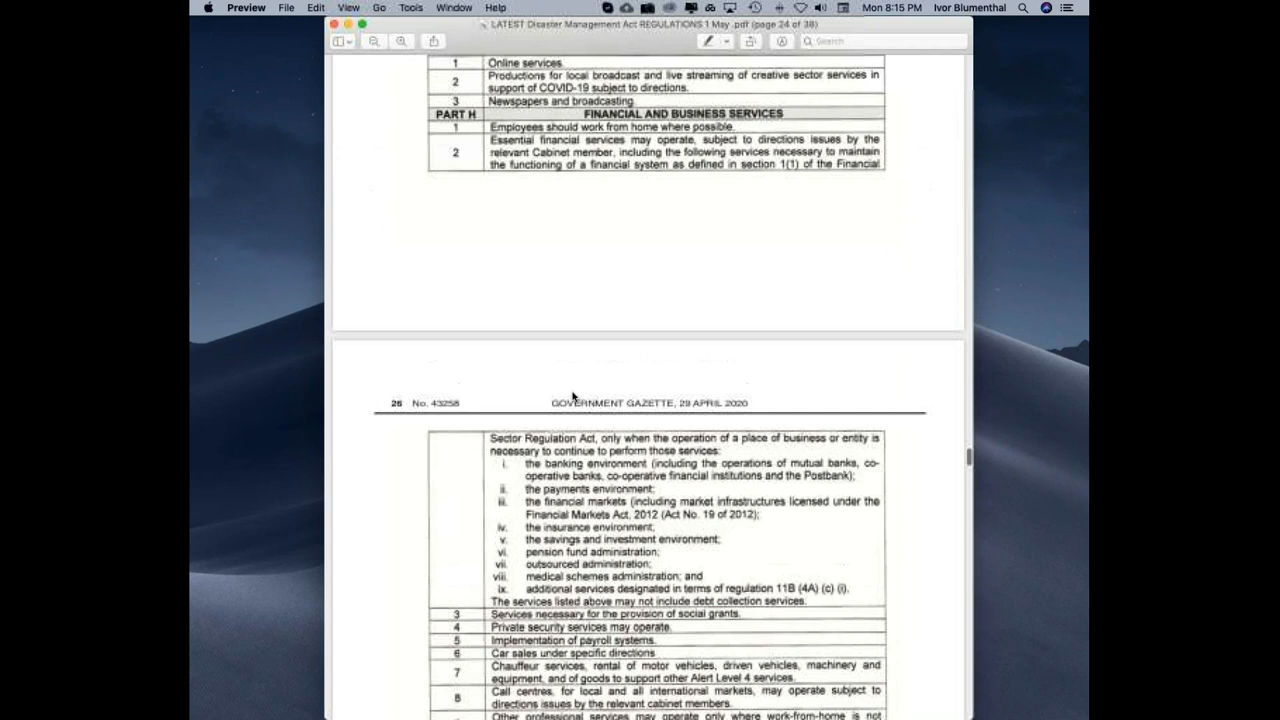 Preview File Edit View Go Tools Window Help Mon 8:15 PM Ivor Blumenthal
LATEST Disaster Management Act REGULATIONS 1 May .pdf (page 24 of 38)
Search
1 Online services.
2 Productions for local broadcast and live streaming of creative sector services in
support of COVID-19 subject to directions.
3 Newspapers and broadcasting.
PART H FINANCIAL AND BUSINESS SERVICES
1 Employees should work from home where possible.
2 Essential financial services may operate, subject to directions issues by the
relevant Cabinet member, including the following services necessary to maintain
the functioning of a financial system as defined in section 1(1) of the Financial
26 No. 43258 GOVERNMENT GAZETTE, 29 APRIL 2020
Sector Regulation Act, only when the operation of a place of business or entity is
necessary to continue to perform those services:
i. the banking environment (including the operations of mutual banks, co-
operative banks, co-operative financial institutions and the Postbank);
ii. the payments environment;
iii. the financial markets (including market infrastructures licensed under the
Financial Markets Act, 2012 (Act No. 19 of 2012);
iv. the insurance environment;
v. the savings and investment environment;
vi. pension fund administration;
vii. outsourced administration;
viii. medical schemes administration; and
ix. additional services designated in terms of regulation 11B (4A) (c) (i).
The services listed above may not include debt collection services.
3 Services necessary for the provision of social grants.
4 Private security services may operate.
5 Implementation of payroll systems.
6 Car sales under specific directions
7 Chauffeur services, rental of motor vehicles, driven vehicles, machinery and
equipment, and of goods to support other Alert Level 4 services.
8 Call centres, for local and all international markets, may operate subject to
directions issues by the relevant cabinet members.
Other professional services may operate only where work-from-home is not